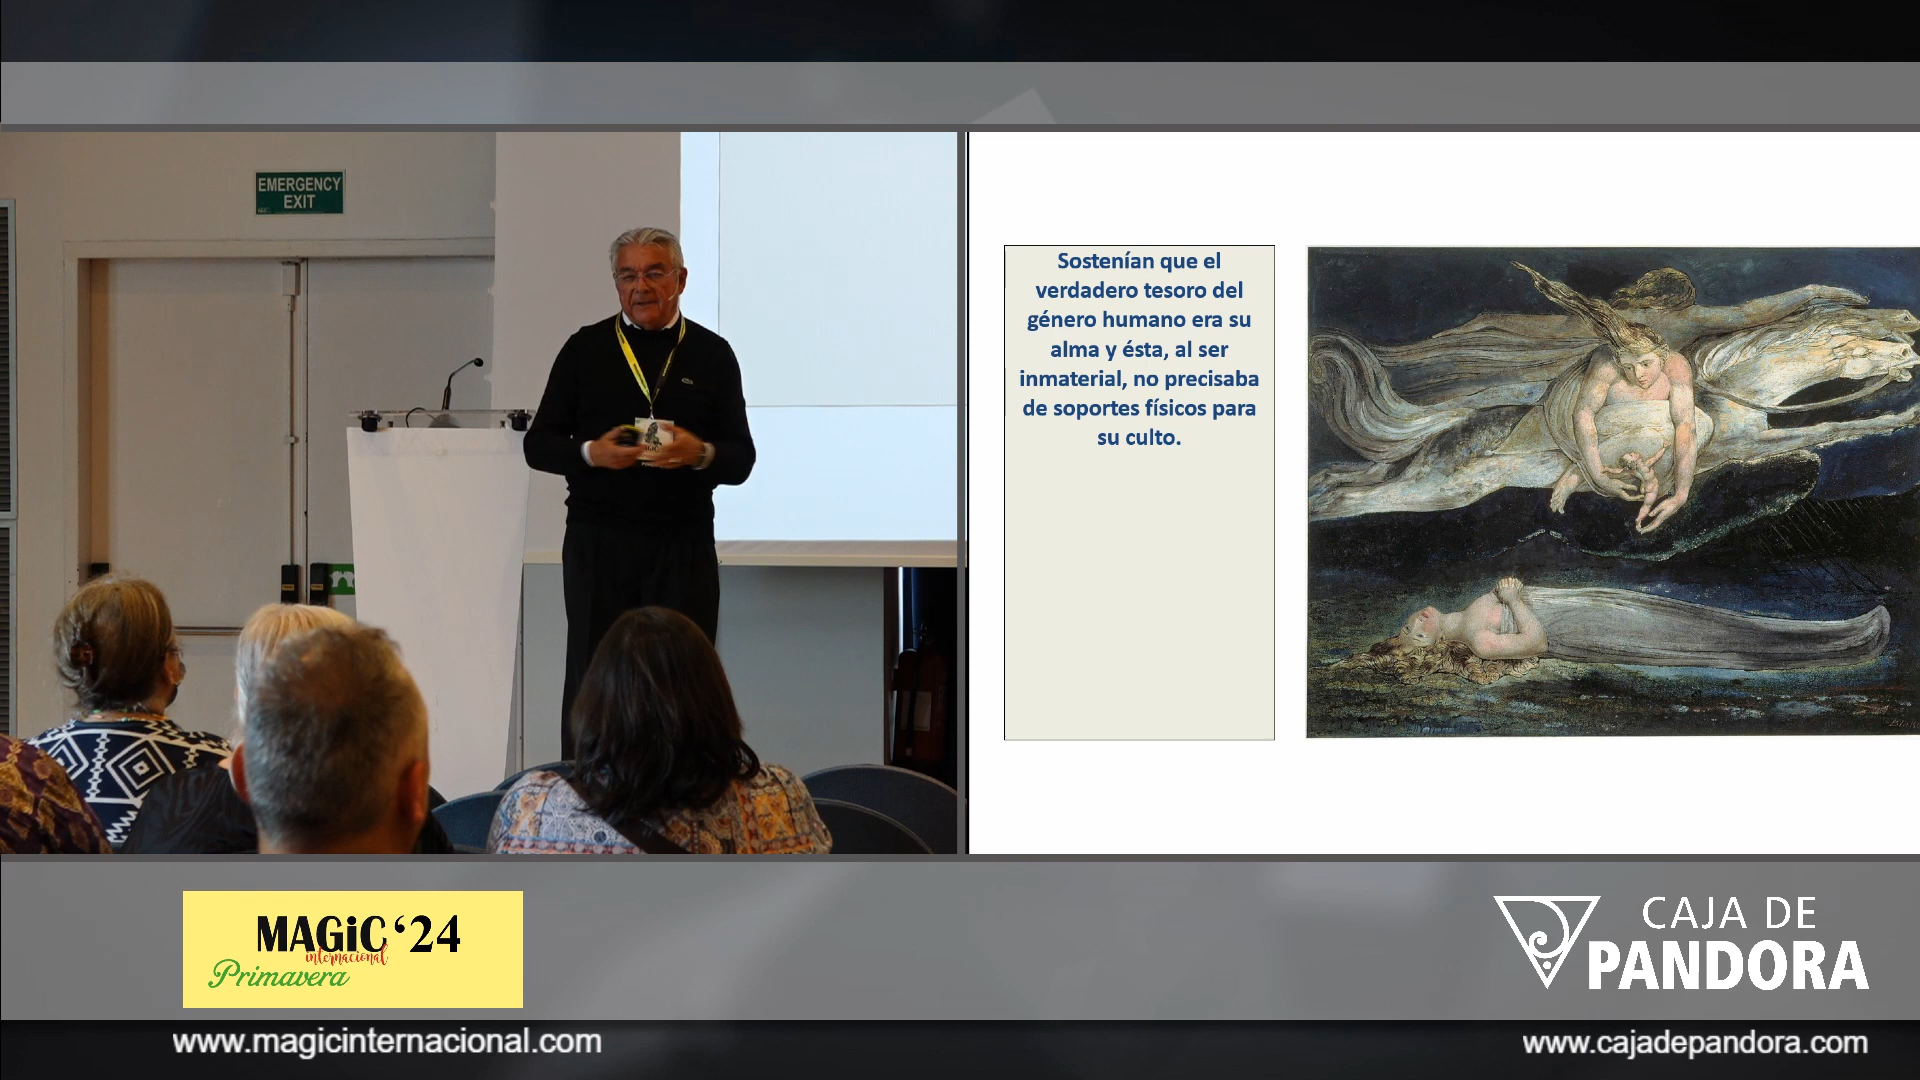 EMERGENCY
EXIT
Sostenían que el
verdadero tesoro del
género humano era su
alma y ésta, al ser
inmaterial, no precisaba
de soportes físicos para
su culto.
MAGiC ‘24
internacional
Primavera
CAJA DE
PANDORA
www.magicinternacional.com
www.cajadepandora.com